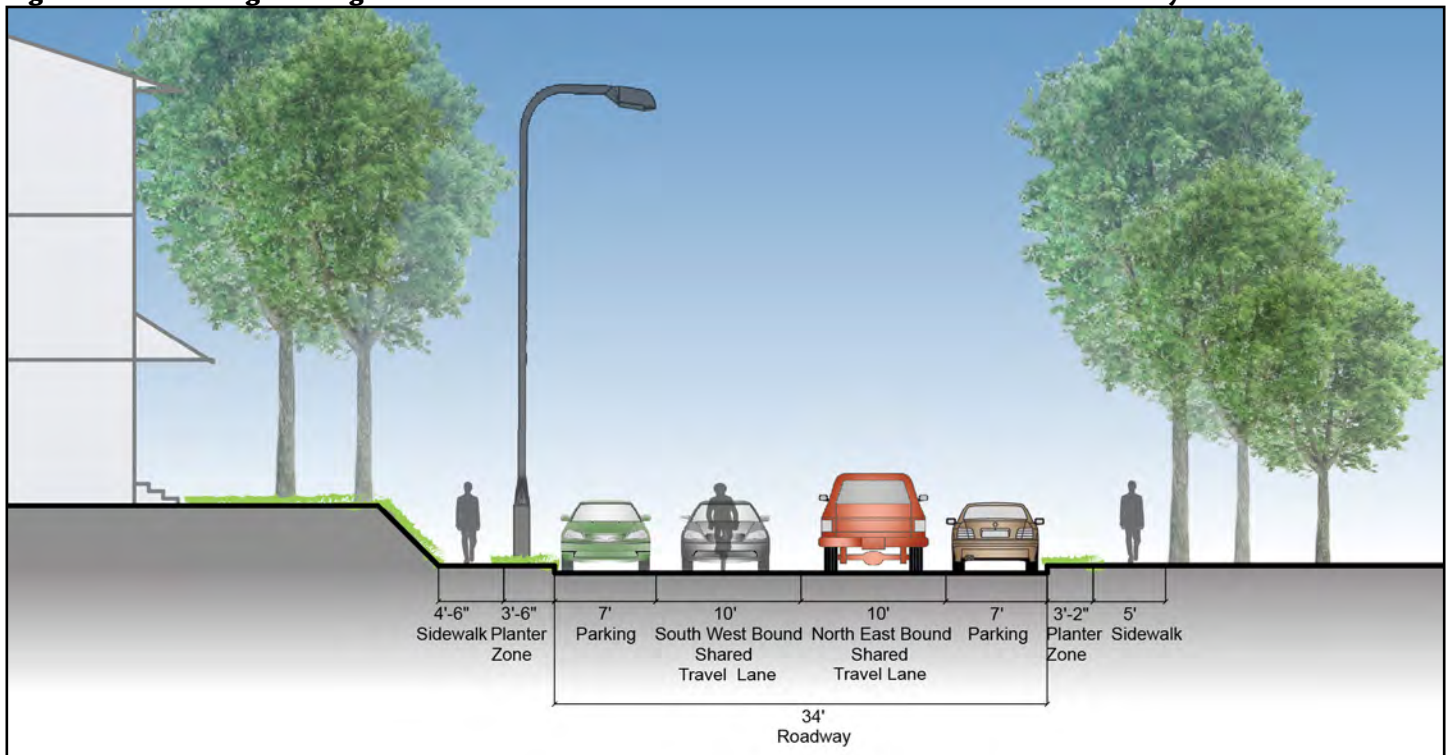 4'-6" 3'-6" 7' 10' 10' 7' 3'-2" 5'
Sidewalk Planter Parking South West Bound North East Bound Parking Planter Sidewalk
Zone Shared Shared Zone
Travel Lane Travel Lane
34'
Roadway